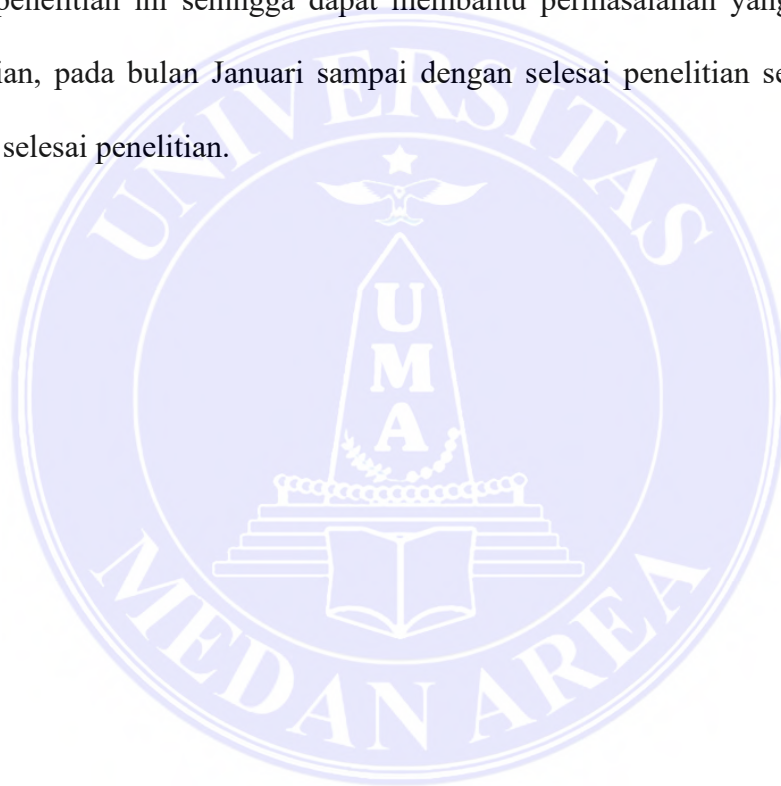 penelitian ini sehingga dapat membantu permasalahan yang
ian, pada bulan Januari sampai dengan selesai penelitian se
selesai penelitian.
UNIVERSITAS
U
M
A
MEDAN AREA